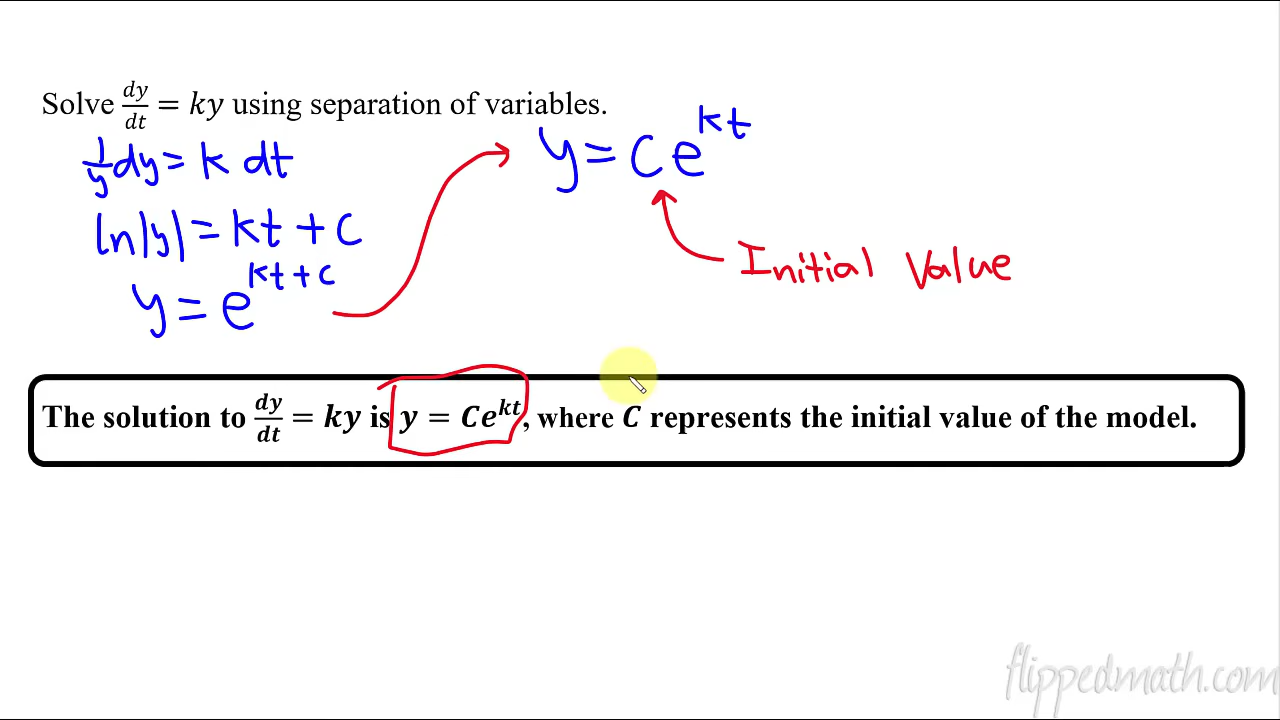 Solve dy/dt = ky using separation of variables.
1/y dy = k dt
ln|y| = kt + C
y = e^(kt + C)
y = Ce^(kt)
Initial Value
The solution to dy/dt = ky is y = Ce^(kt), where C represents the initial value of the model.
flippedmath.com